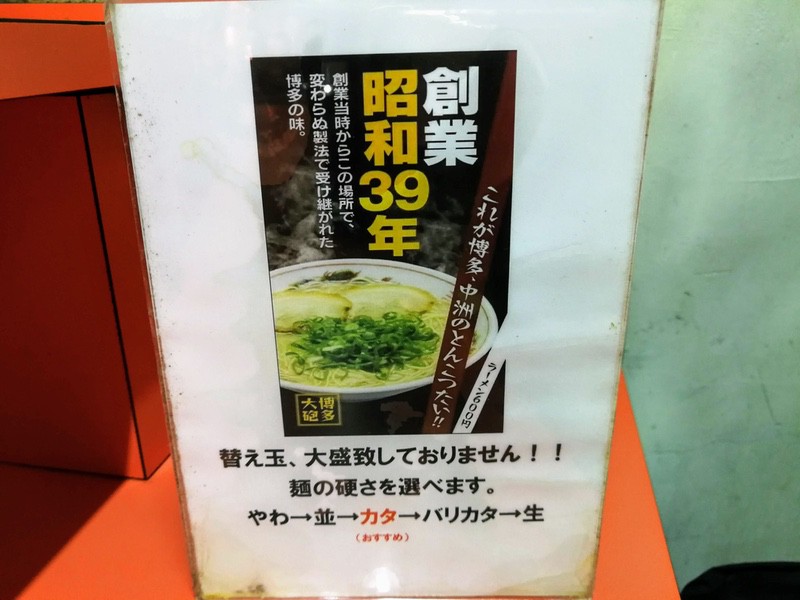 創業
昭和39年
創業当時からこの場所で、
変わらぬ製法で受け継がれた
博多の味。
これが博多、中洲のとんこつたい!!
ラーメン600円
博多
大砲
替え玉、大盛致しておりません！！
麺の硬さを選べます。
やわ→並→カタ→バリカタ→生
（おすすめ）